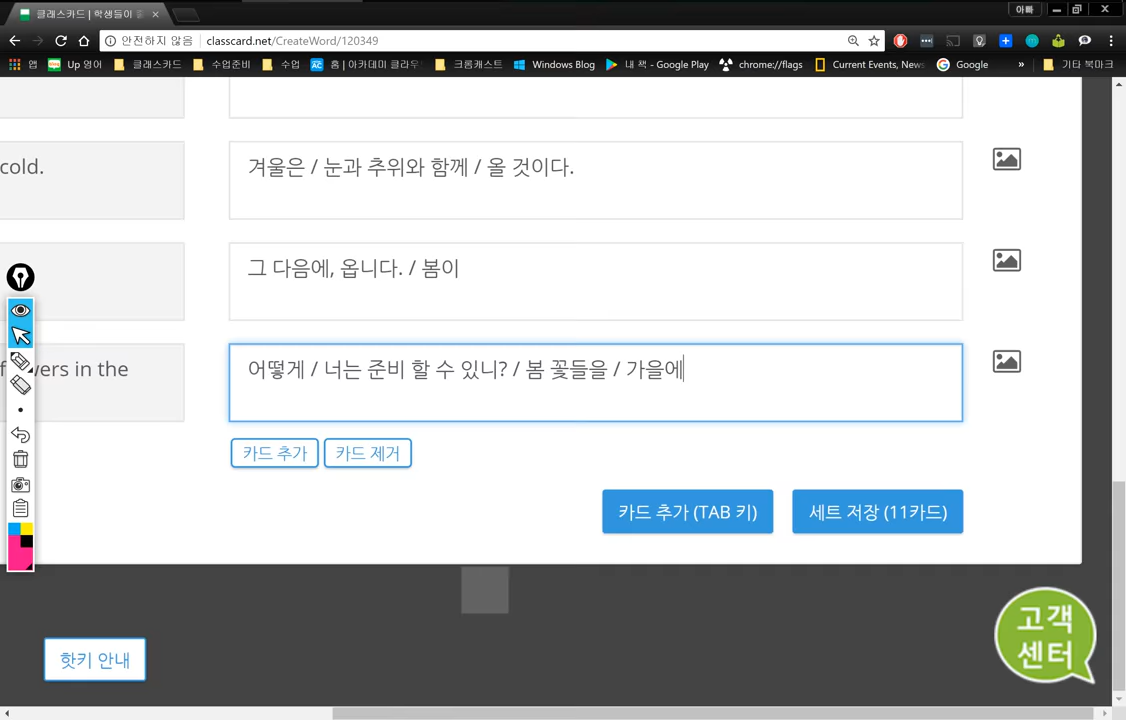 클래스카드 | 학생들이
아빠
안전하지 않음 classcard.net/CreateWord/120349
앱 Up 영어 클래스카드 수업준비 수업 홈 | 아카데미 클라우 크롬캐스트 Windows Blog 내 책 - Google Play chrome://flags Current Events, News Google » 기타 북마크
cold.
겨울은 / 눈과 추위와 함께 / 올 것이다.
그 다음에, 옵니다. / 봄이
f vers in the
어떻게 / 너는 준비 할 수 있니? / 봄 꽃들을 / 가을에
카드 추가 카드 제거
카드 추가 (TAB 키) 세트 저장 (11카드)
고객
센터
핫키 안내